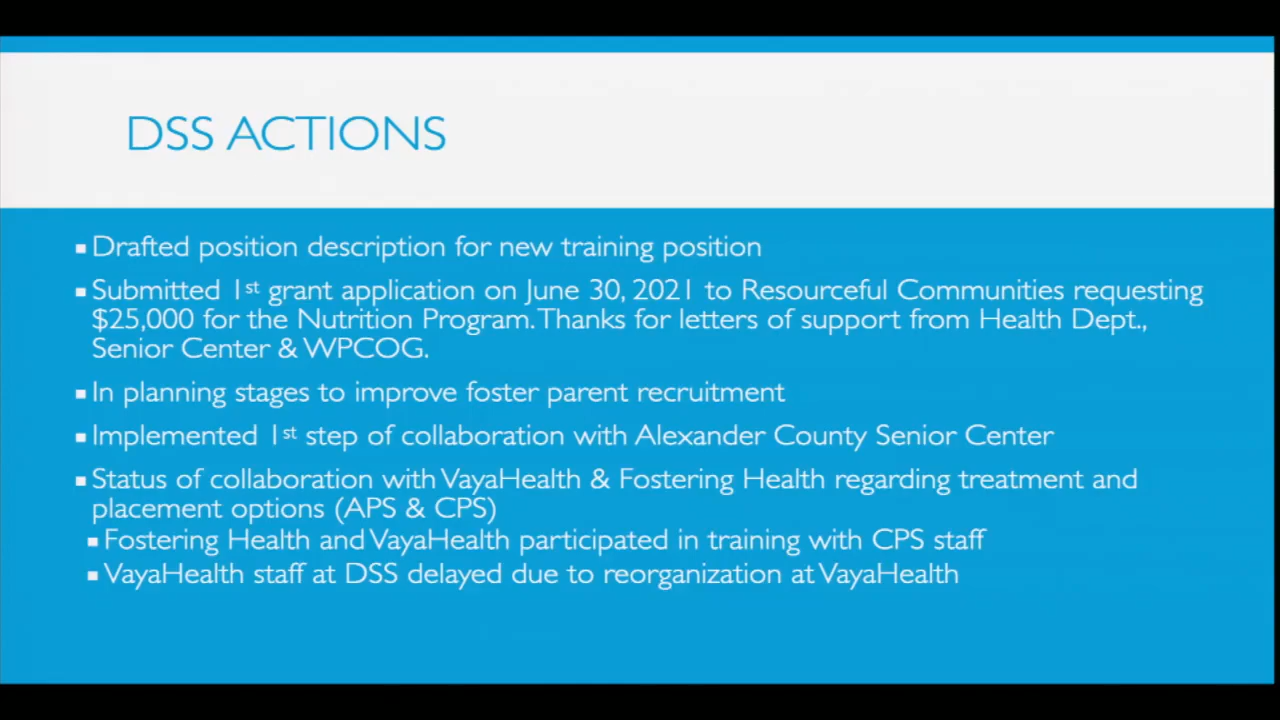 DSS ACTIONS
▪ Drafted position description for new training position
▪ Submitted 1st grant application on June 30, 2021 to Resourceful Communities requesting
$25,000 for the Nutrition Program. Thanks for letters of support from Health Dept.,
Senior Center & WPCOG.
▪ In planning stages to improve foster parent recruitment
▪ Implemented 1st step of collaboration with Alexander County Senior Center
▪ Status of collaboration with VayaHealth & Fostering Health regarding treatment and
placement options (APS & CPS)
▪ Fostering Health and VayaHealth participated in training with CPS staff
▪ VayaHealth staff at DSS delayed due to reorganization at VayaHealth